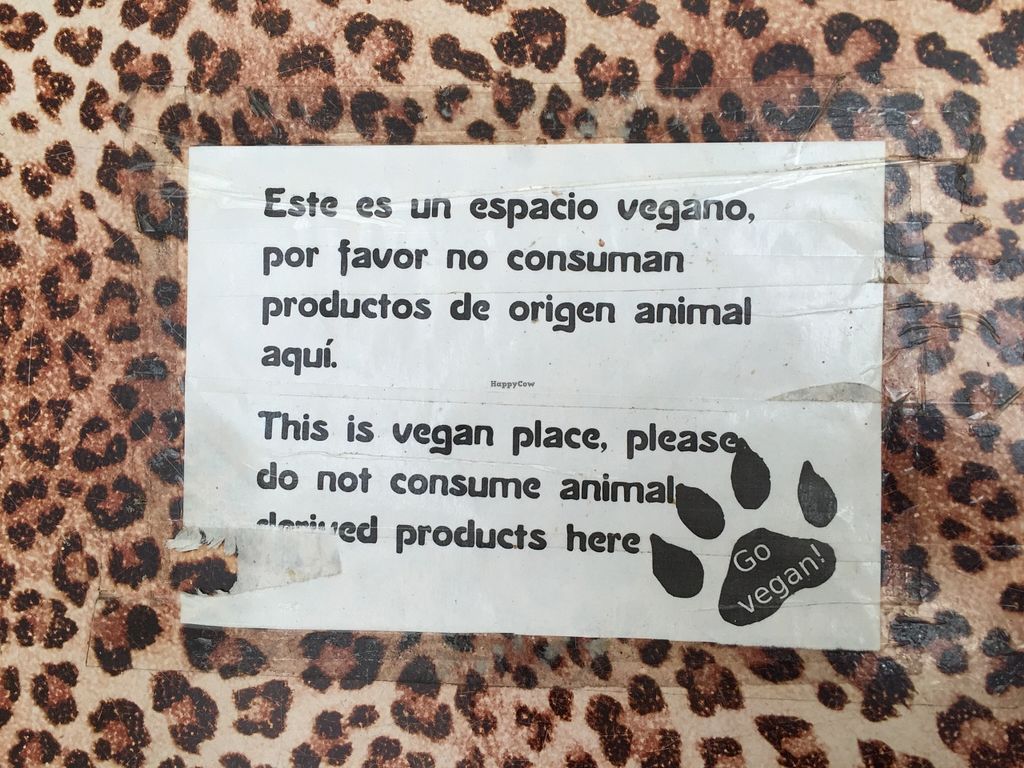 Este es un espacio vegano,
por favor no consuman
productos de origen animal
aquí.
HappyCow
This is vegan place, please
do not consume animal
derived products here
Go
vegan!